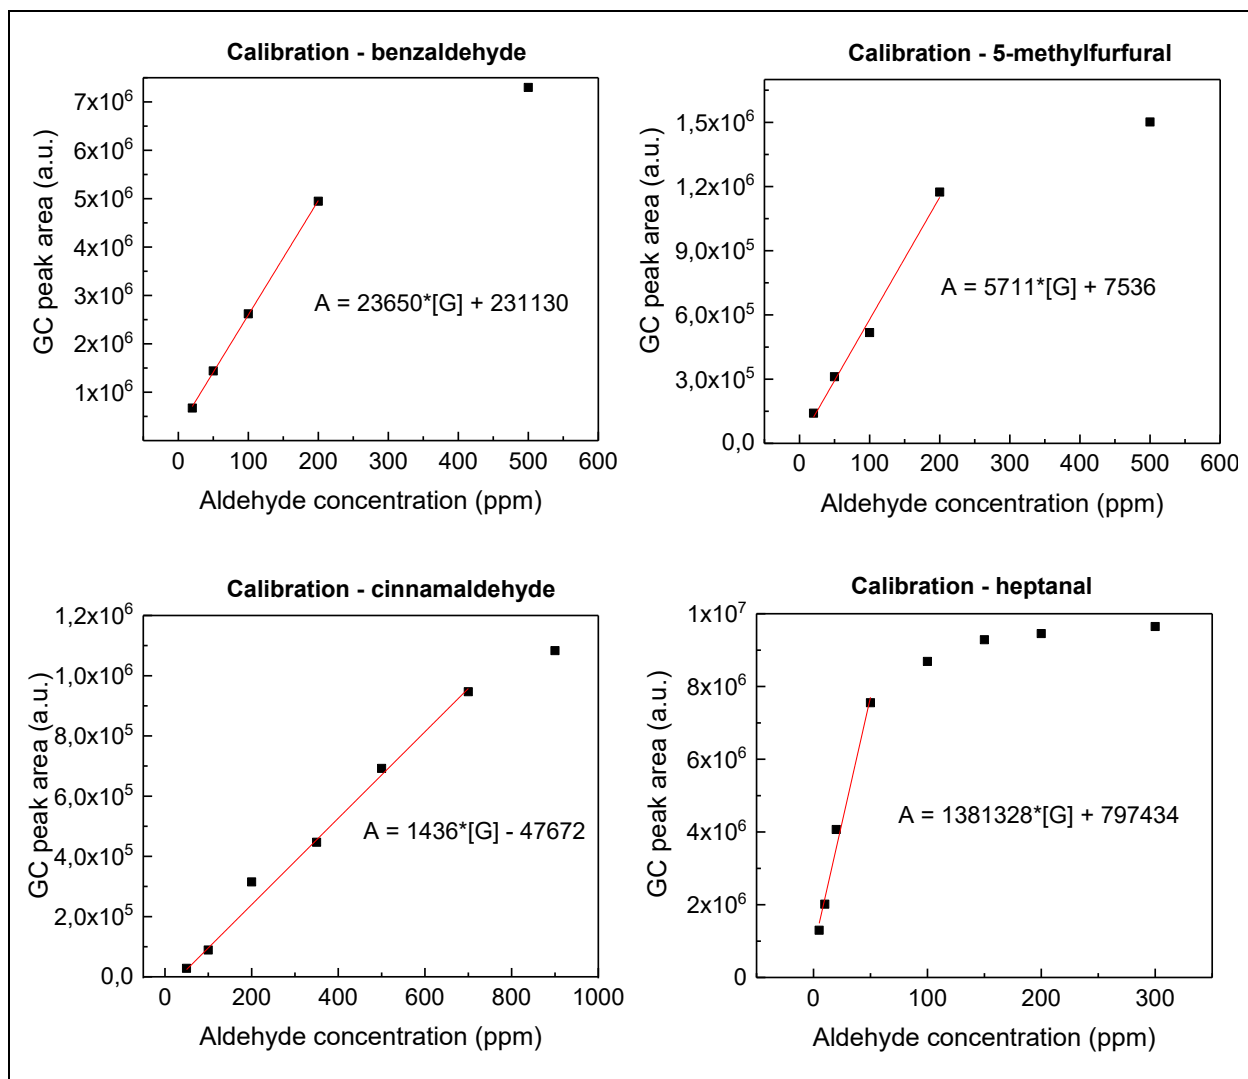 Calibration - benzaldehyde
GC peak area (a.u.)
7x10⁶
6x10⁶
5x10⁶
4x10⁶
3x10⁶
2x10⁶
1x10⁶
A = 23650*[G] + 231130
0 100 200 300 400 500 600
Aldehyde concentration (ppm)
Calibration - 5-methylfurfural
GC peak area (a.u.)
1,5x10⁶
1,2x10⁶
9,0x10⁵
6,0x10⁵
3,0x10⁵
0,0
A = 5711*[G] + 7536
0 100 200 300 400 500 600
Aldehyde concentration (ppm)
Calibration - cinnamaldehyde
GC peak area (a.u.)
1,2x10⁶
1,0x10⁶
8,0x10⁵
6,0x10⁵
4,0x10⁵
2,0x10⁵
0,0
A = 1436*[G] - 47672
0 200 400 600 800 1000
Aldehyde concentration (ppm)
Calibration - heptanal
GC peak area (a.u.)
1x10⁷
8x10⁶
6x10⁶
4x10⁶
2x10⁶
0
A = 1381328*[G] + 797434
0 100 200 300
Aldehyde concentration (ppm)